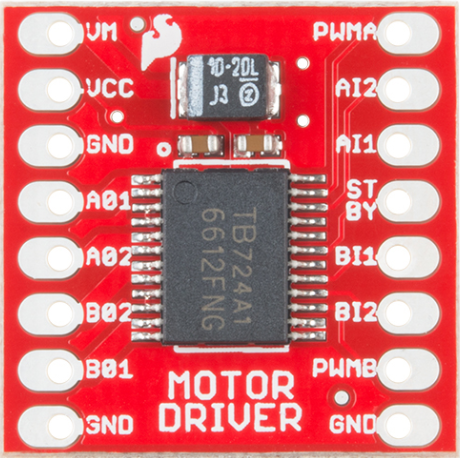 VM
VCC
GND
A01
A02
B02
B01
GND
PWMA
AI2
AI1
ST
BY
BI1
BI2
PWMB
GND
10-20L
J3
TB724A1
6612FNG
MOTOR
DRIVER